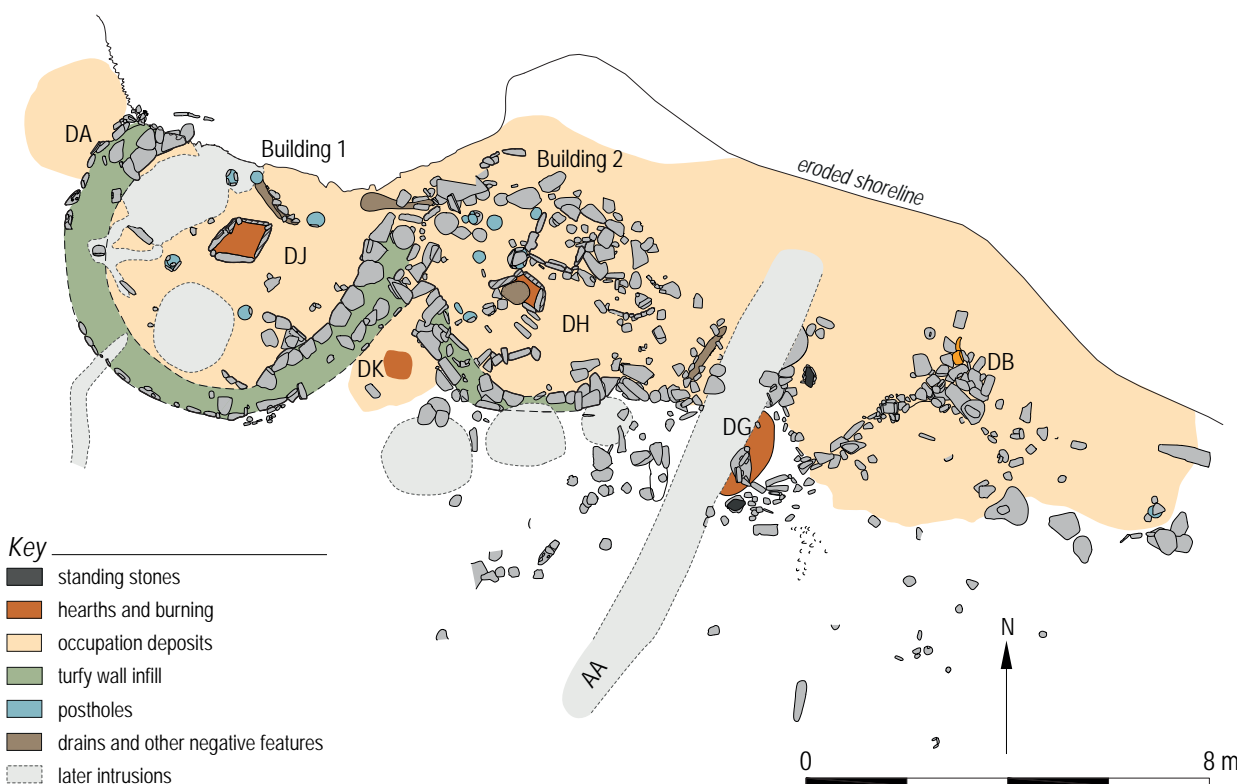 DA
Building 1
Building 2
eroded shoreline
DJ
DH
DK
DB
DG
AA
Key
standing stones
hearths and burning
occupation deposits
turfy wall infill
postholes
drains and other negative features
later intrusions
N
0
8 m